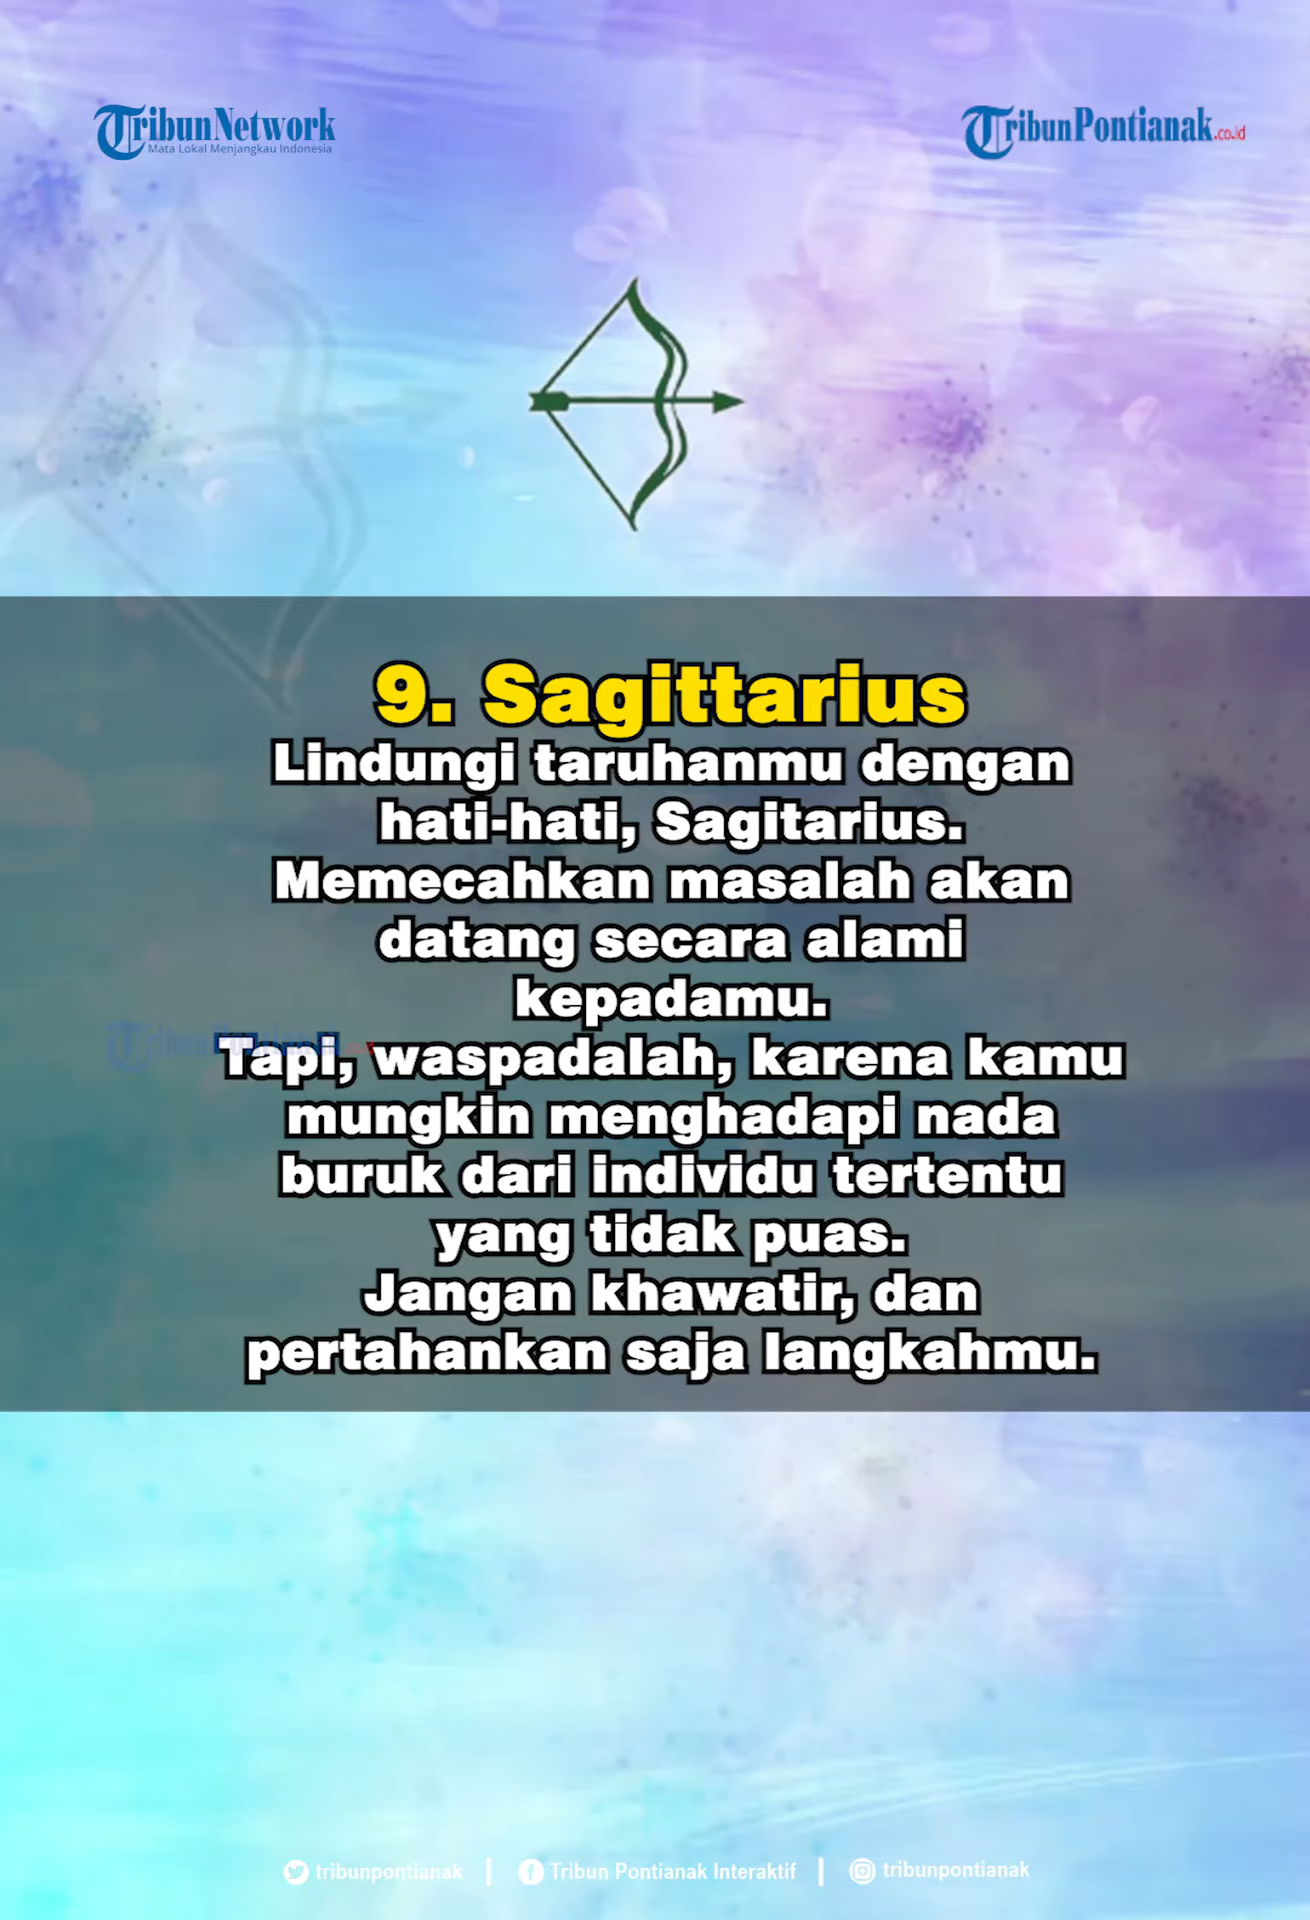 TribunNetwork
Mata Lokal Menjangkau Indonesia
TribunPontianak.co.id
9. Sagittarius
Lindungi taruhanmu dengan
hati-hati, Sagitarius.
Memecahkan masalah akan
datang secara alami
kepadamu.
Tapi, waspadalah, karena kamu
mungkin menghadapi nada
buruk dari individu tertentu
yang tidak puas.
Jangan khawatir, dan
pertahankan saja langkahmu.
TribunPontianak
tribunpontianak | Tribun Pontianak Interaktif | tribunpontianak